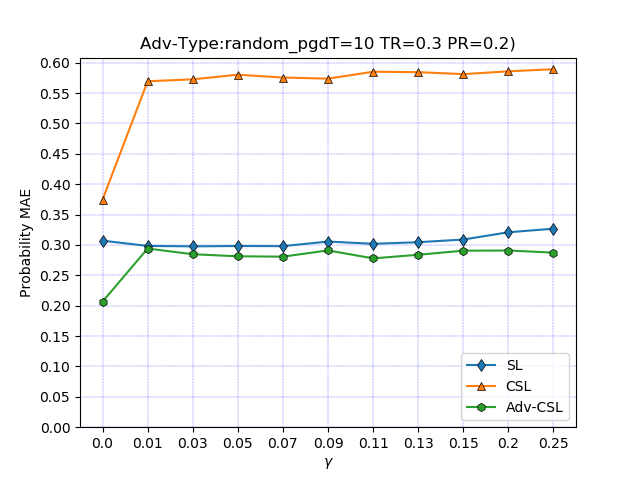 Adv-Type:random_pgdT=10 TR=0.3 PR=0.2)
Probability MAE
0.60
0.55
0.50
0.45
0.40
0.35
0.30
0.25
0.20
0.15
0.10
0.05
0.00
SL
CSL
Adv-CSL
0.0 0.01 0.03 0.05 0.07 0.09 0.11 0.13 0.15 0.2 0.25
γ